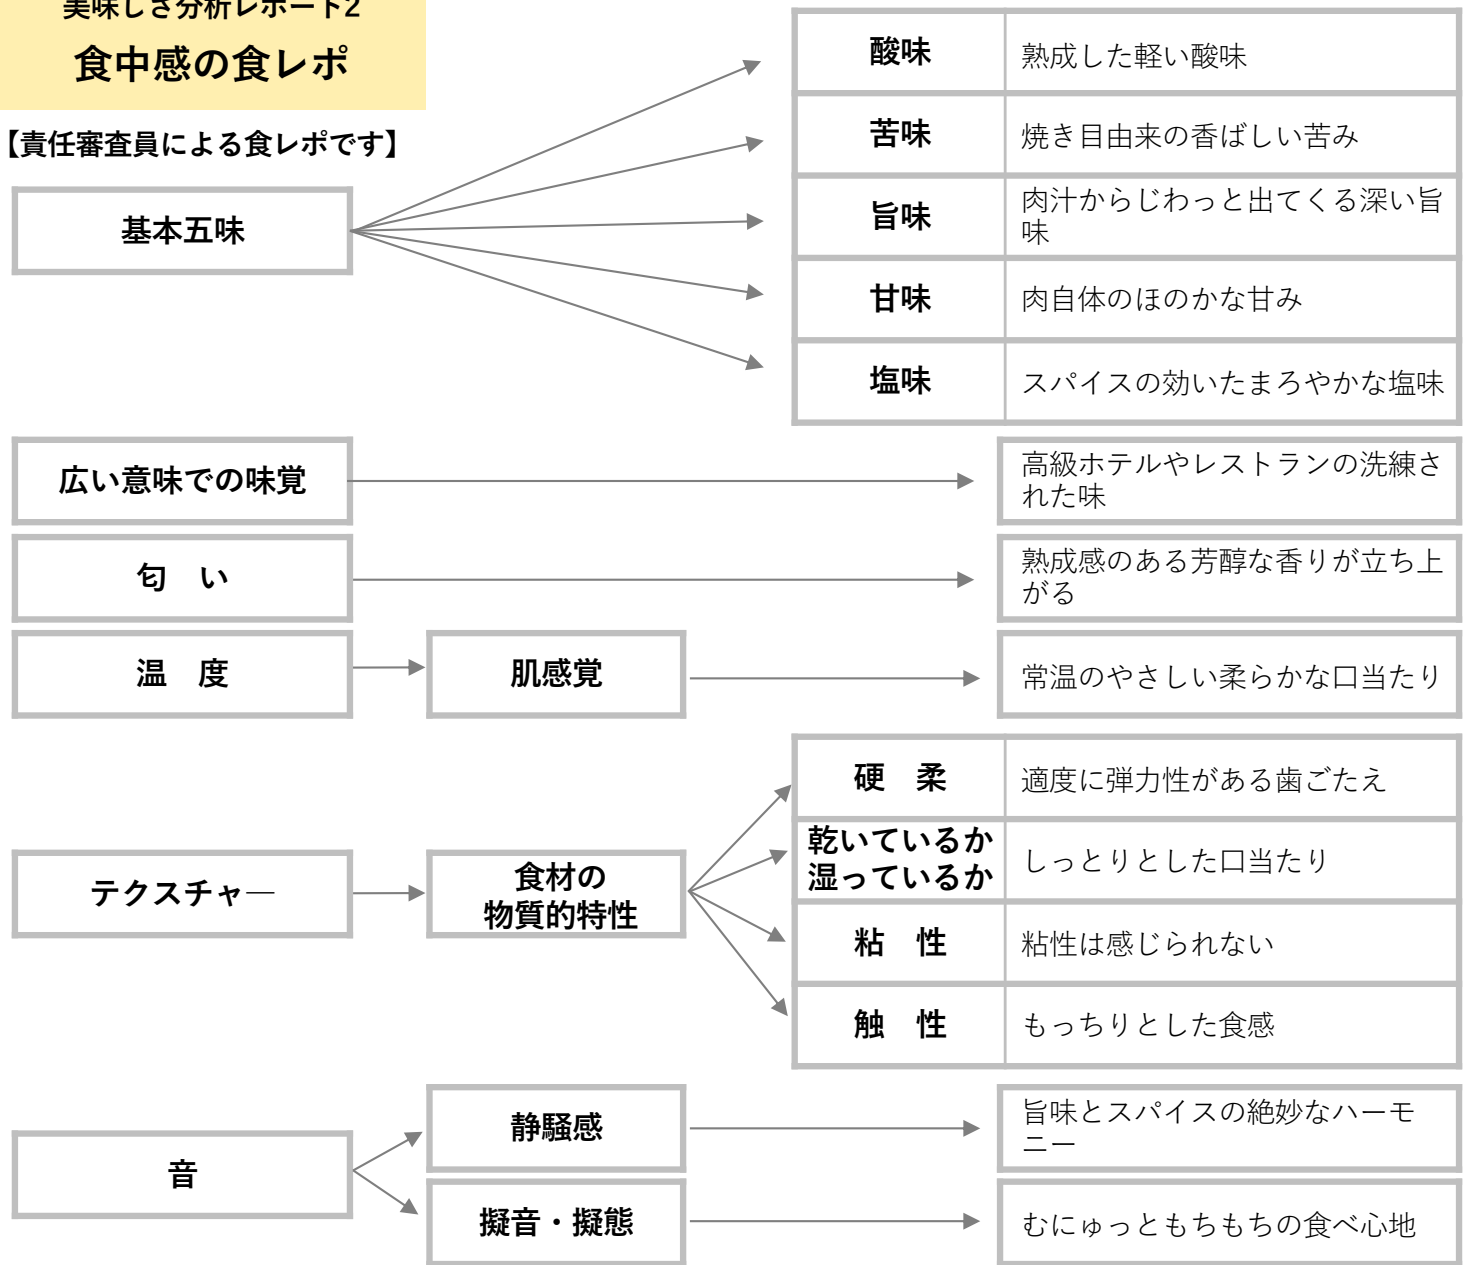 美味しさ分析レポート2
食中感の食レポ
【責任審査員による食レポです】
基本五味
酸味
熟成した軽い酸味
苦味
焼き目由来の香ばしい苦み
旨味
肉汁からじわっと出てくる深い旨
味
甘味
肉自体のほのかな甘み
塩味
スパイスの効いたまろやかな塩味
広い意味での味覚
高級ホテルやレストランの洗練さ
れた味
匂　い
熟成感のある芳醇な香りが立ち上
がる
温　度
肌感覚
常温のやさしい柔らかな口当たり
テクスチャ―
食材の
物質的特性
硬　柔
適度に弾力性がある歯ごたえ
乾いているか
湿っているか
しっとりとした口当たり
粘　性
粘性は感じられない
触　性
もっちりとした食感
音
静騒感
旨味とスパイスの絶妙なハーモ
ニー
擬音・擬態
むにゅっともちもちの食べ心地